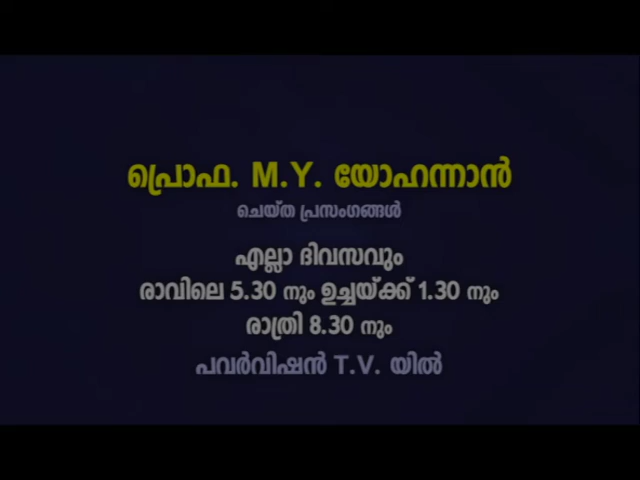 പ്രൊഫ. M.Y. യോഹന്നാൻ
ചെയ്ത പ്രസംഗങ്ങൾ
എല്ലാ ദിവസവും
രാവിലെ 5.30 നും ഉച്ചയ്ക്ക് 1.30 നും
രാത്രി 8.30 നും
പവർവിഷൻ T.V. യിൽ